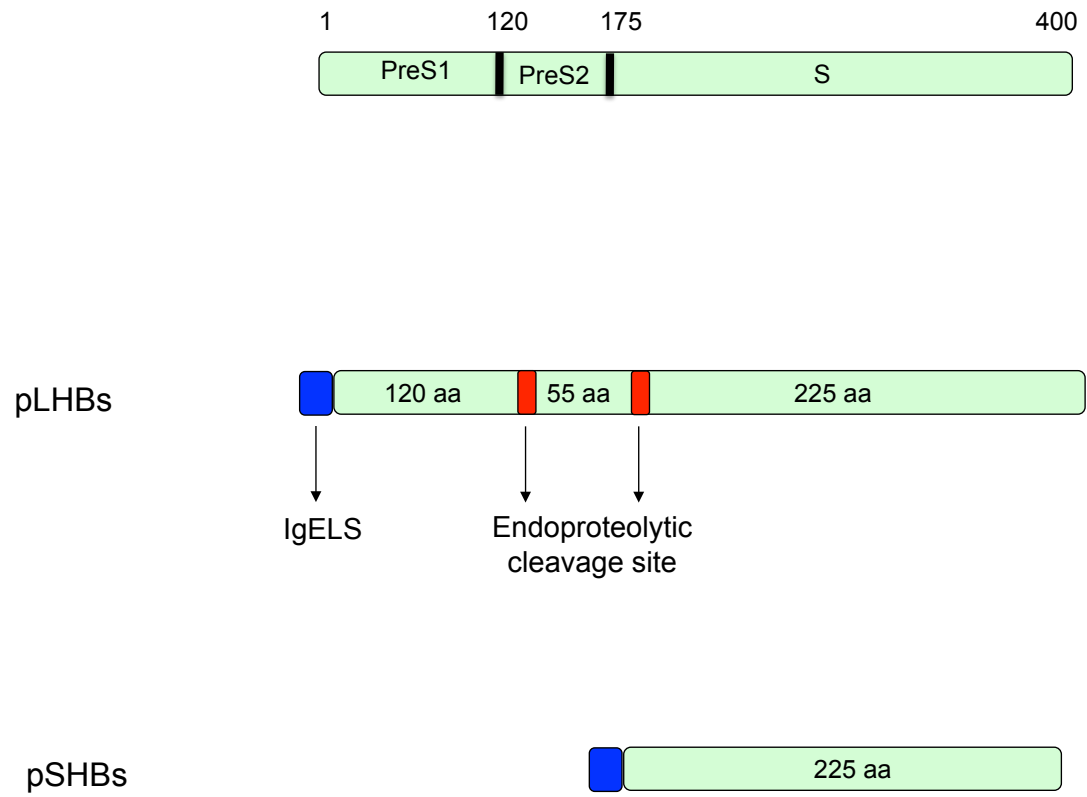 1 120 175 400
PreS1 PreS2 S
pLHBs 120 aa 55 aa 225 aa
IgELS Endoproteolytic
cleavage site
pSHBs 225 aa